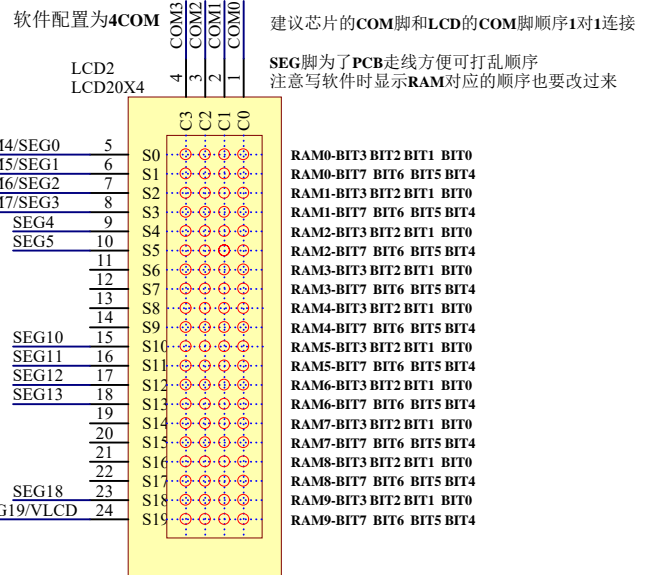 软件配置为4COM
COM3
COM2
COM1
COM0
建议芯片的COM脚和LCD的COM脚顺序1对1连接
SEG脚为了PCB走线方便可打乱顺序
注意写软件时显示RAM对应的顺序也要改过来
LCD2
LCD20X4
4
3
2
1
C3
C2
C1
C0
M4/SEG0 5 S0 RAM0-BIT3 BIT2 BIT1 BIT0
M5/SEG1 6 S1 RAM0-BIT7 BIT6 BIT5 BIT4
M6/SEG2 7 S2 RAM1-BIT3 BIT2 BIT1 BIT0
M7/SEG3 8 S3 RAM1-BIT7 BIT6 BIT5 BIT4
SEG4 9 S4 RAM2-BIT3 BIT2 BIT1 BIT0
SEG5 10 S5 RAM2-BIT7 BIT6 BIT5 BIT4
11 S6 RAM3-BIT3 BIT2 BIT1 BIT0
12 S7 RAM3-BIT7 BIT6 BIT5 BIT4
13 S8 RAM4-BIT3 BIT2 BIT1 BIT0
14 S9 RAM4-BIT7 BIT6 BIT5 BIT4
SEG10 15 S10 RAM5-BIT3 BIT2 BIT1 BIT0
SEG11 16 S11 RAM5-BIT7 BIT6 BIT5 BIT4
SEG12 17 S12 RAM6-BIT3 BIT2 BIT1 BIT0
SEG13 18 S13 RAM6-BIT7 BIT6 BIT5 BIT4
19 S14 RAM7-BIT3 BIT2 BIT1 BIT0
20 S15 RAM7-BIT7 BIT6 BIT5 BIT4
21 S16 RAM8-BIT3 BIT2 BIT1 BIT0
22 S17 RAM8-BIT7 BIT6 BIT5 BIT4
SEG18 23 S18 RAM9-BIT3 BIT2 BIT1 BIT0
G19/VLCD 24 S19 RAM9-BIT7 BIT6 BIT5 BIT4